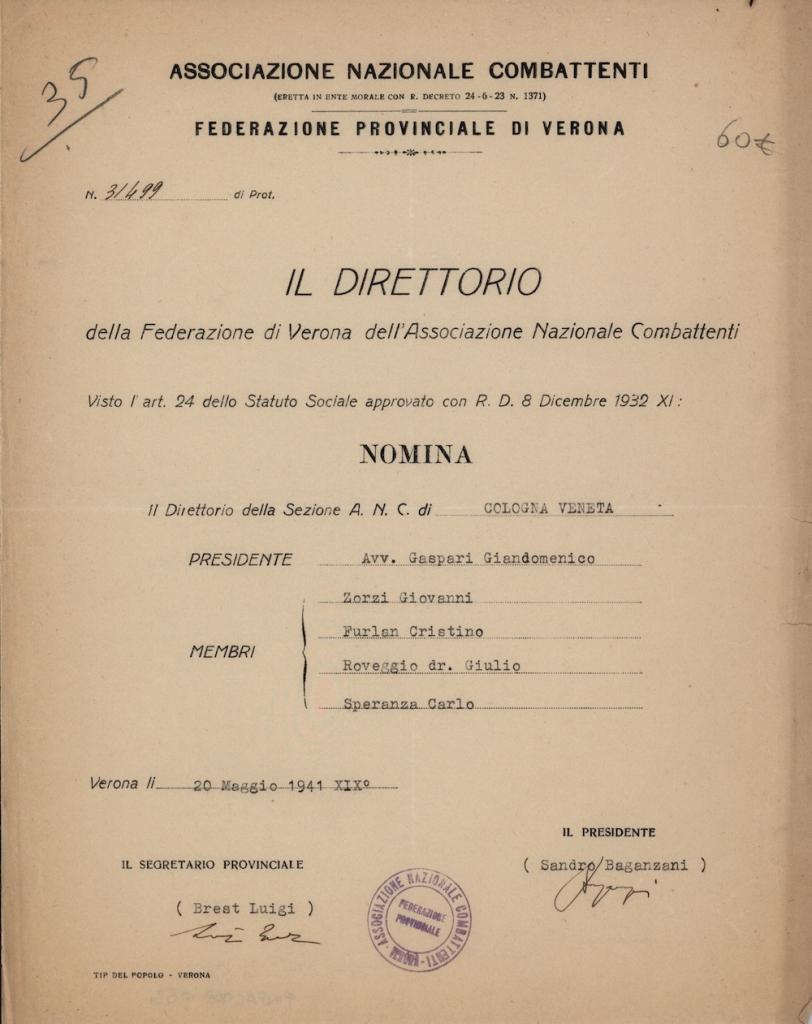 35
ASSOCIAZIONE NAZIONALE COMBATTENTI
(ERETTA IN ENTE MORALE CON R. DECRETO 24-6-23 N. 1371)
FEDERAZIONE PROVINCIALE DI VERONA
60€
N. 31499 di Prot.
IL DIRETTORIO
della Federazione di Verona dell'Associazione Nazionale Combattenti
Visto l'art. 24 dello Statuto Sociale approvato con R. D. 8 Dicembre 1932 XI:
NOMINA
Il Direttorio della Sezione A. N. C. di COLOGNA VENETA
PRESIDENTE Avv. Gaspari Giandomenico
Zorzi Giovanni
Furlan Cristino
MEMBRI
Roveggio dr. Giulio
Speranza Carlo
Verona li 20 Maggio 1941 XIXº
IL PRESIDENTE
IL SEGRETARIO PROVINCIALE
( Sandro Baganzani )
( Brest Luigi )
ASSOCIAZIONE NAZIONALE COMBATTENTI - VERONA -
FEDERAZIONE
PROVINCIALE
TIP DEL POPOLO - VERONA